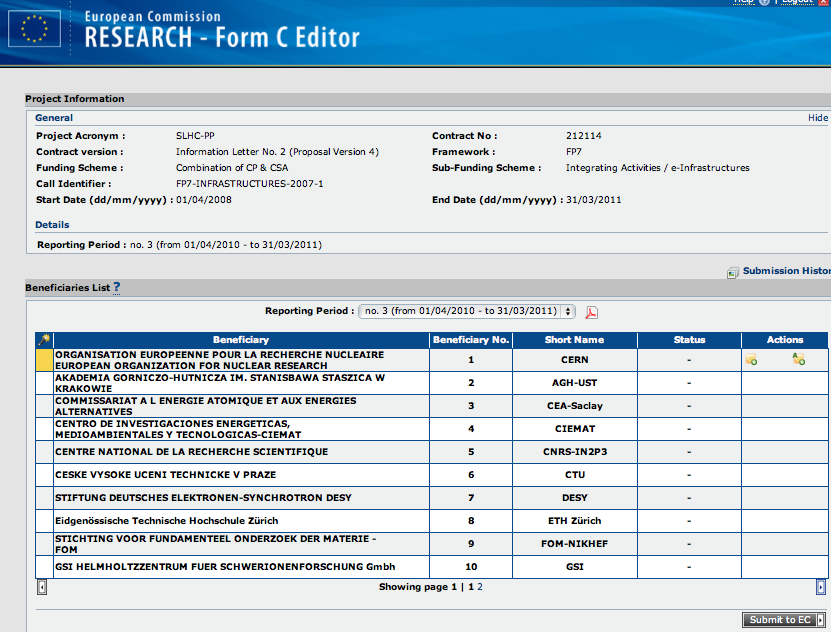 Help ? | Logout
European Commission
RESEARCH - Form C Editor
Project Information
General Hide
Project Acronym : SLHC-PP Contract No : 212114
Contract version : Information Letter No. 2 (Proposal Version 4) Framework : FP7
Funding Scheme : Combination of CP & CSA Sub-Funding Scheme : Integrating Activities / e-Infrastructures
Call Identifier : FP7-INFRASTRUCTURES-2007-1
Start Date (dd/mm/yyyy) : 01/04/2008 End Date (dd/mm/yyyy) : 31/03/2011
Details
Reporting Period : no. 3 (from 01/04/2010 - to 31/03/2011)
Submission Histor
Beneficiaries List ?
Reporting Period : no. 3 (from 01/04/2010 - to 31/03/2011)
Beneficiary Beneficiary No. Short Name Status Actions
ORGANISATION EUROPEENNE POUR LA RECHERCHE NUCLEAIRE
EUROPEAN ORGANIZATION FOR NUCLEAR RESEARCH 1 CERN -
AKADEMIA GORNICZO-HUTNICZA IM. STANISBAWA STASZICA W
KRAKOWIE 2 AGH-UST -
COMMISSARIAT A L ENERGIE ATOMIQUE ET AUX ENERGIES
ALTERNATIVES 3 CEA-Saclay -
CENTRO DE INVESTIGACIONES ENERGETICAS,
MEDIOAMBIENTALES Y TECNOLOGICAS-CIEMAT 4 CIEMAT -
CENTRE NATIONAL DE LA RECHERCHE SCIENTIFIQUE 5 CNRS-IN2P3 -
CESKE VYSOKE UCENI TECHNICKE V PRAZE 6 CTU -
STIFTUNG DEUTSCHES ELEKTRONEN-SYNCHROTRON DESY 7 DESY -
Eidgenössische Technische Hochschule Zürich 8 ETH Zürich -
STICHTING VOOR FUNDAMENTEEL ONDERZOEK DER MATERIE -
FOM 9 FOM-NIKHEF -
GSI HELMHOLTZZENTRUM FUER SCHWERIONENFORSCHUNG Gmbh 10 GSI -
Showing page 1 | 1 2
Submit to EC